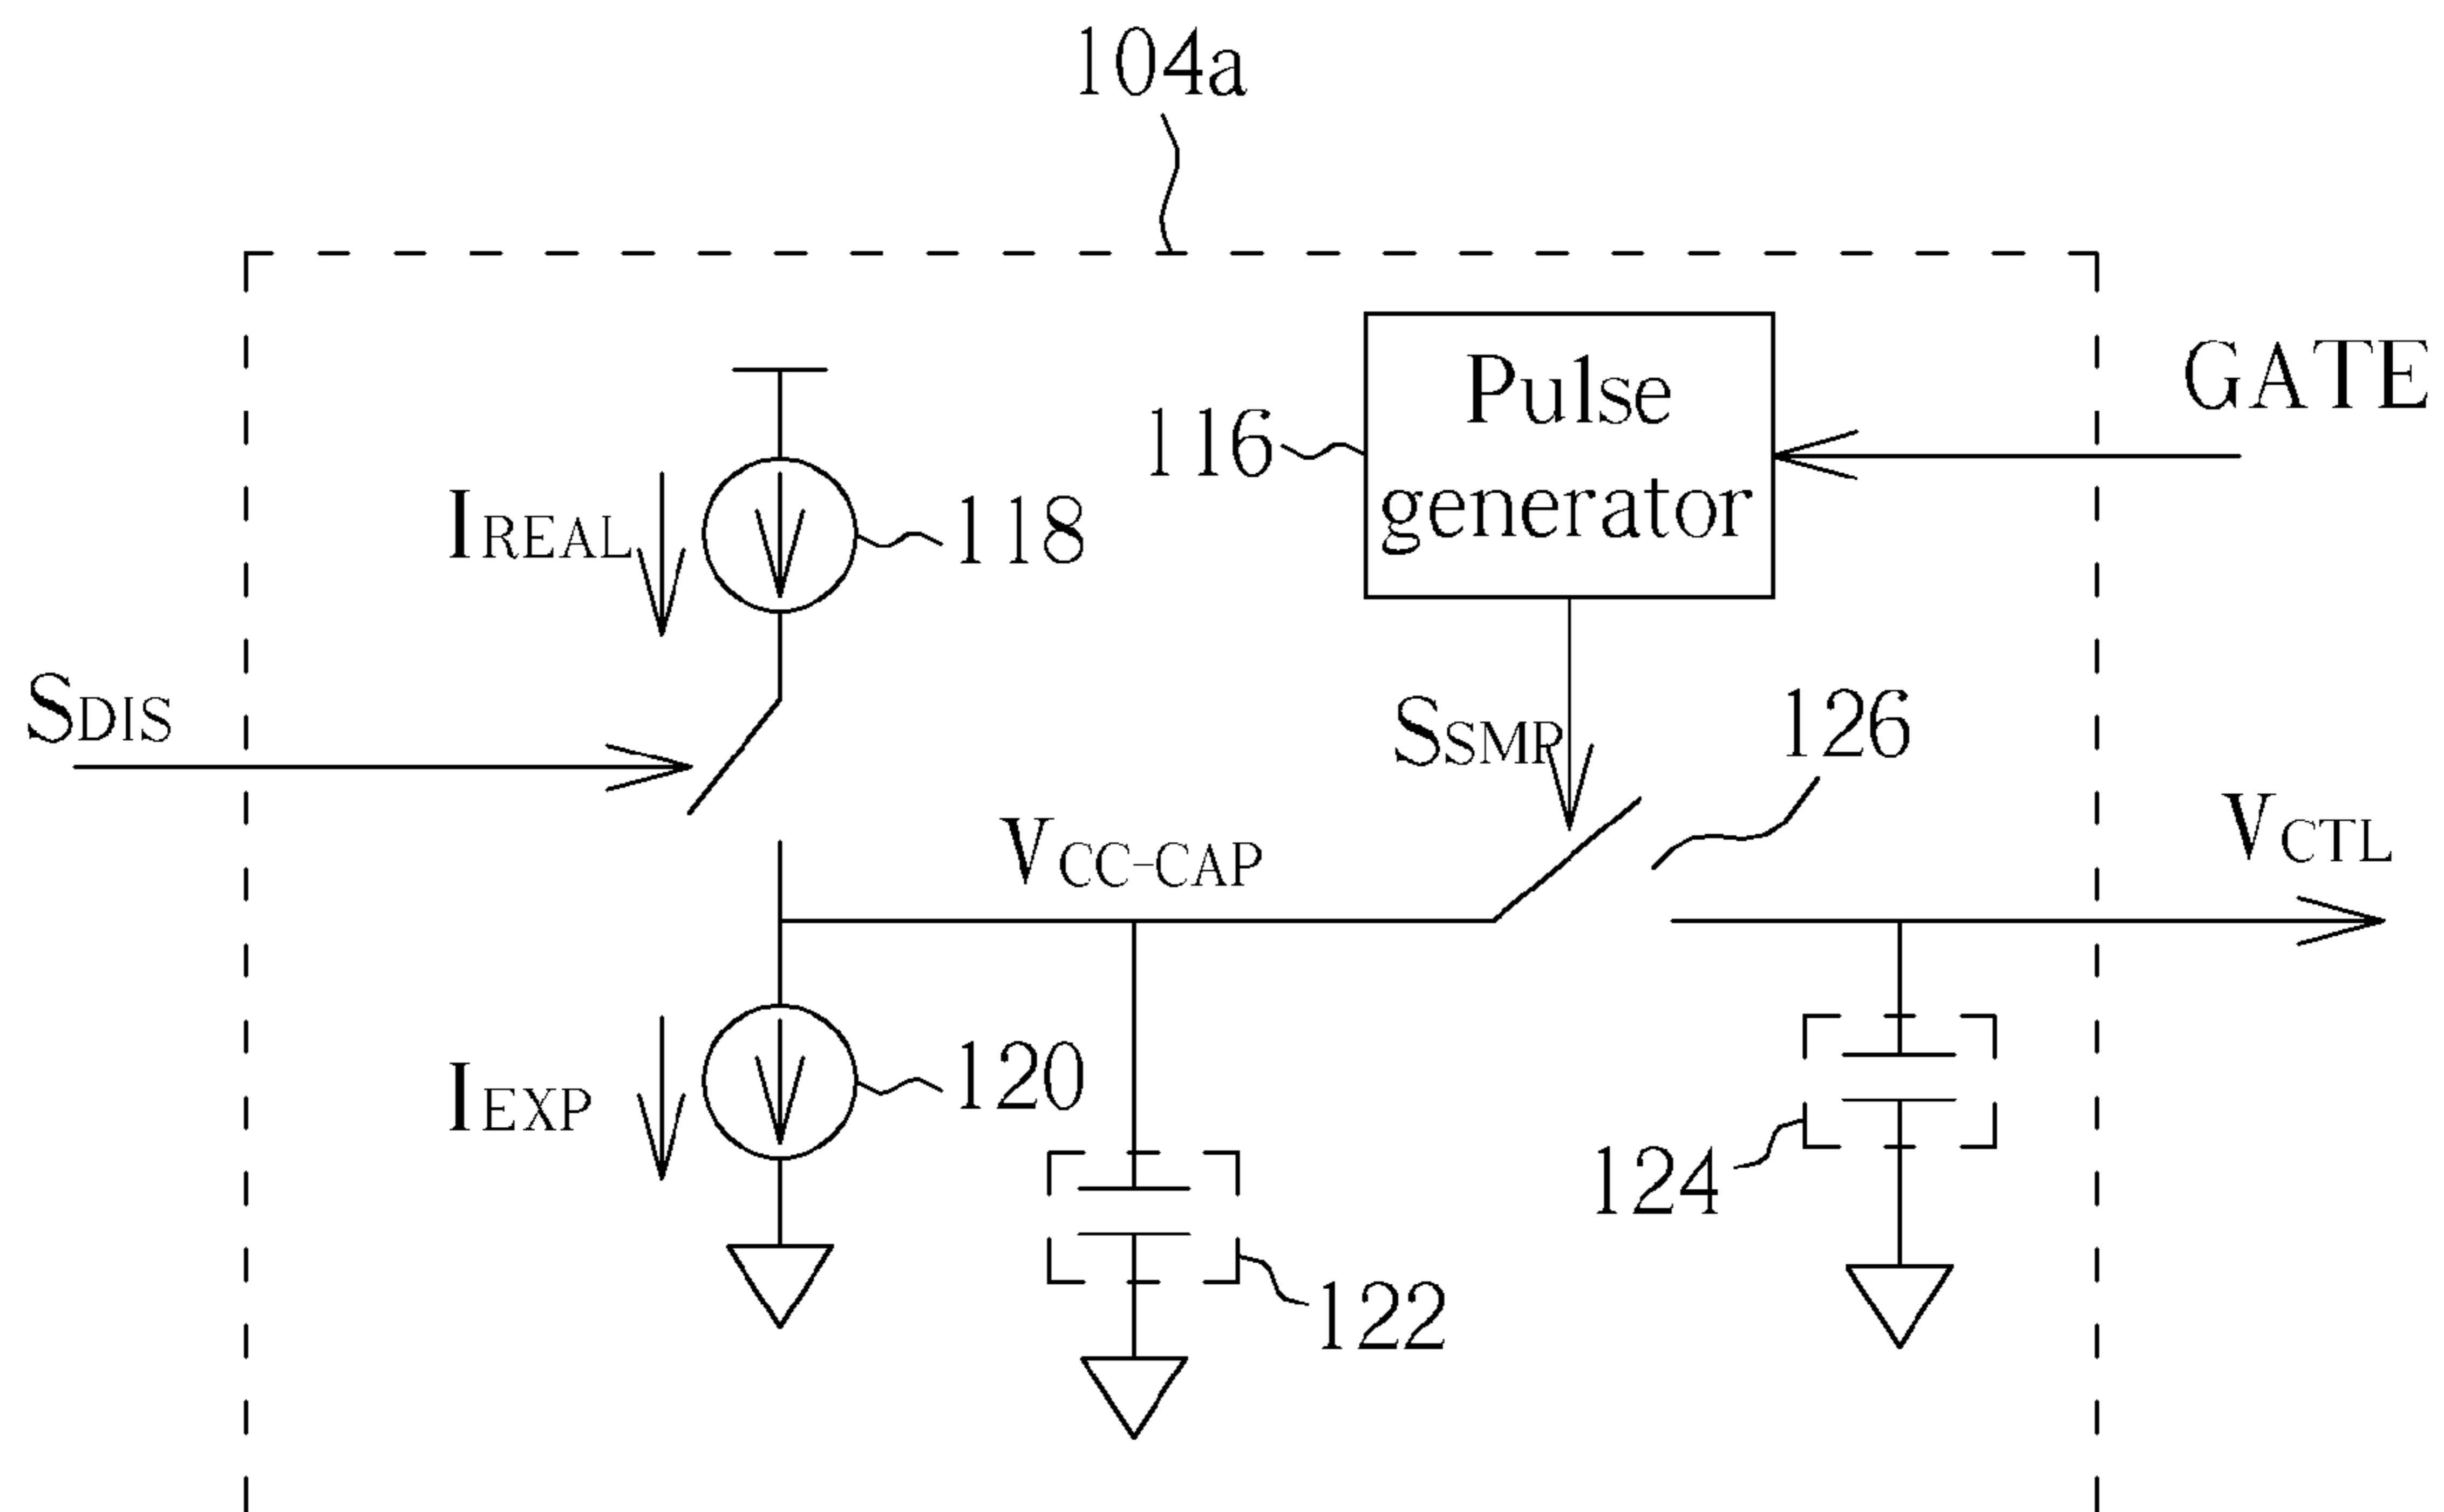 104a
Pulse
generator
GATE
116
IREAL
118
SDIS
SSMP
126
VCC-CAP
VCTL
IEXP
120
124
122